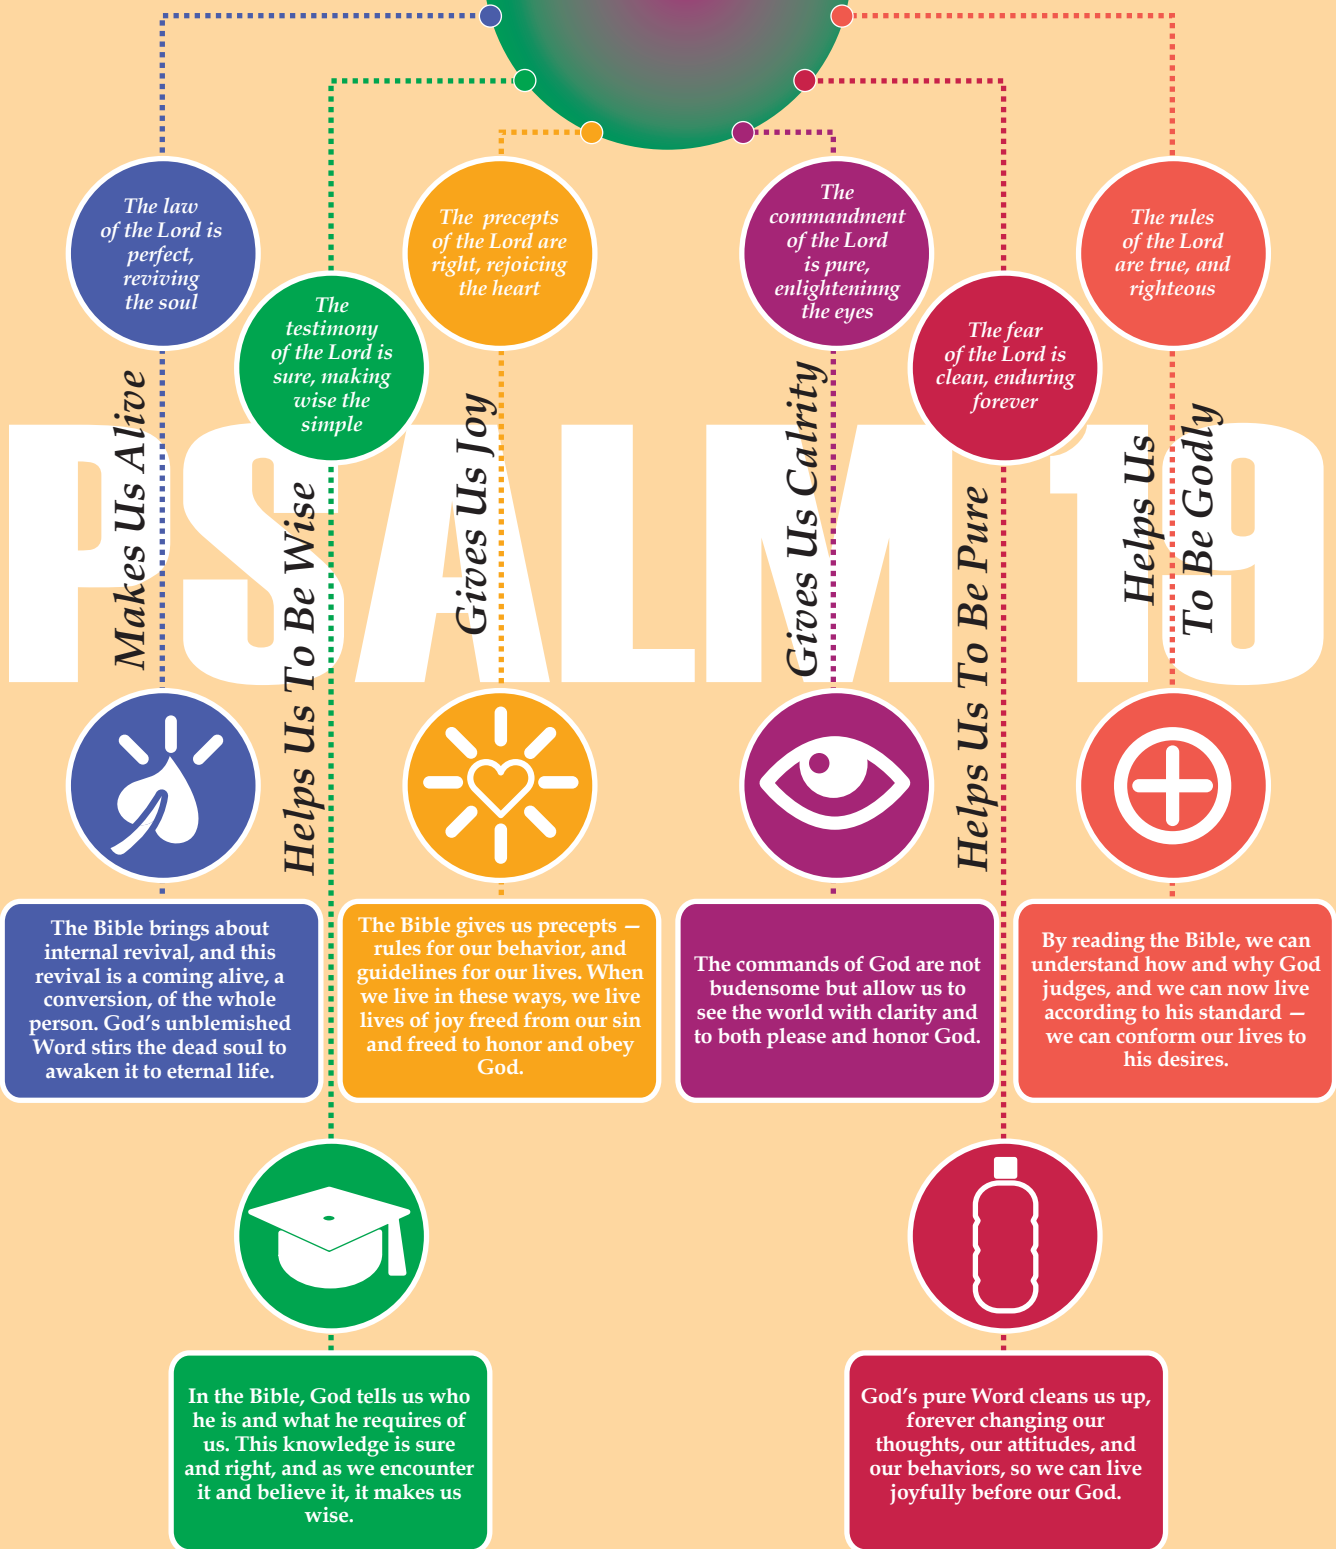 The law
of the Lord is
perfect,
reviving
the soul
The
testimony
of the Lord is
sure, making
wise the
simple
The precepts
of the Lord are
right, rejoicing
the heart
The
commandment
of the Lord
is pure,
enlighteninng
the eyes
The fear
of the Lord is
clean, enduring
forever
The rules
of the Lord
are true, and
righteous
PSALM 19
Makes Us Alive
Helps Us To Be Wise
Gives Us Joy
Gives Us Calrity
Helps Us To Be Pure
Helps Us
To Be Godly
The Bible brings about
internal revival, and this
revival is a coming alive, a
conversion, of the whole
person. God’s unblemished
Word stirs the dead soul to
awaken it to eternal life.
The Bible gives us precepts —
rules for our behavior, and
guidelines for our lives. When
we live in these ways, we live
lives of joy freed from our sin
and freed to honor and obey
God.
The commands of God are not
budensome but allow us to
see the world with clarity and
to both please and honor God.
By reading the Bible, we can
understand how and why God
judges, and we can now live
according to his standard —
we can conform our lives to
his desires.
In the Bible, God tells us who
he is and what he requires of
us. This knowledge is sure
and right, and as we encounter
it and believe it, it makes us
wise.
God’s pure Word cleans us up,
forever changing our
thoughts, our attitudes, and
our behaviors, so we can live
joyfully before our God.